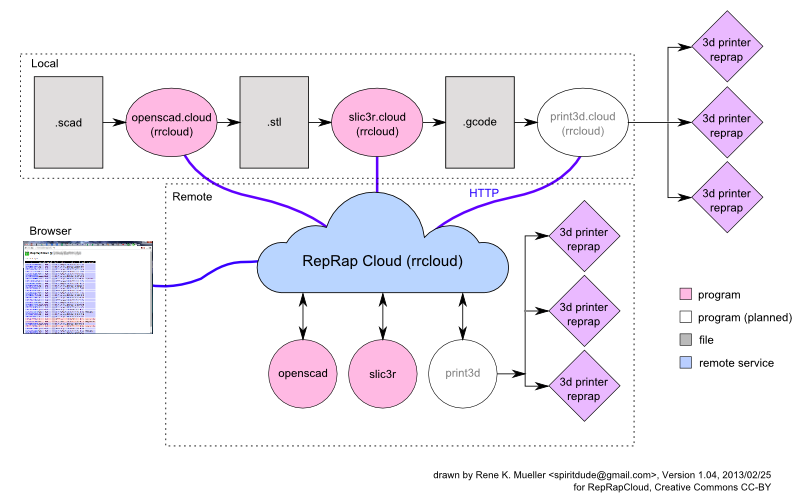 Local
.scad
openscad.cloud
(rrcloud)
.stl
slic3r.cloud
(rrcloud)
.gcode
print3d.cloud
(rrcloud)
3d printer
reprap
3d printer
reprap
3d printer
reprap
Remote
HTTP
Browser
RepRap Cloud (rrcloud)
openscad
slic3r
print3d
3d printer
reprap
3d printer
reprap
3d printer
reprap
program
program (planned)
file
remote service
drawn by Rene K. Mueller <spiritdude@gmail.com>, Version 1.04, 2013/02/25
for RepRapCloud, Creative Commons CC-BY